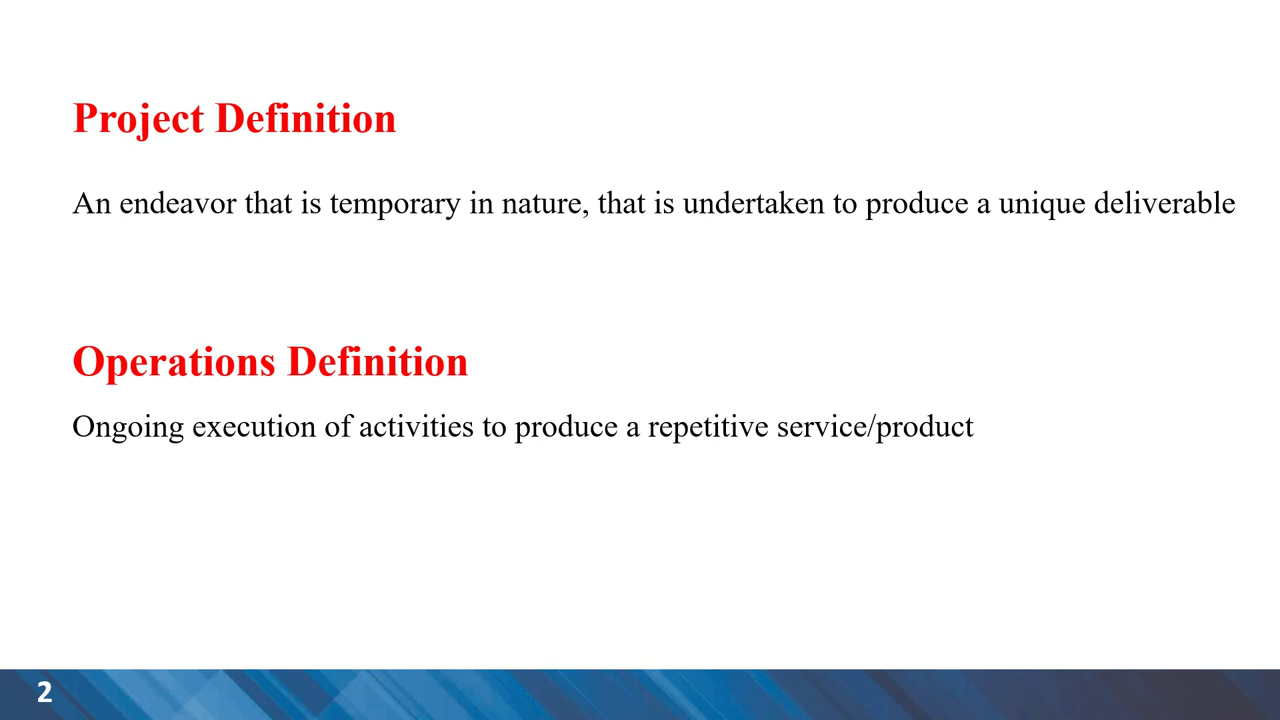 Project Definition
An endeavor that is temporary in nature, that is undertaken to produce a unique deliverable
Operations Definition
Ongoing execution of activities to produce a repetitive service/product
2